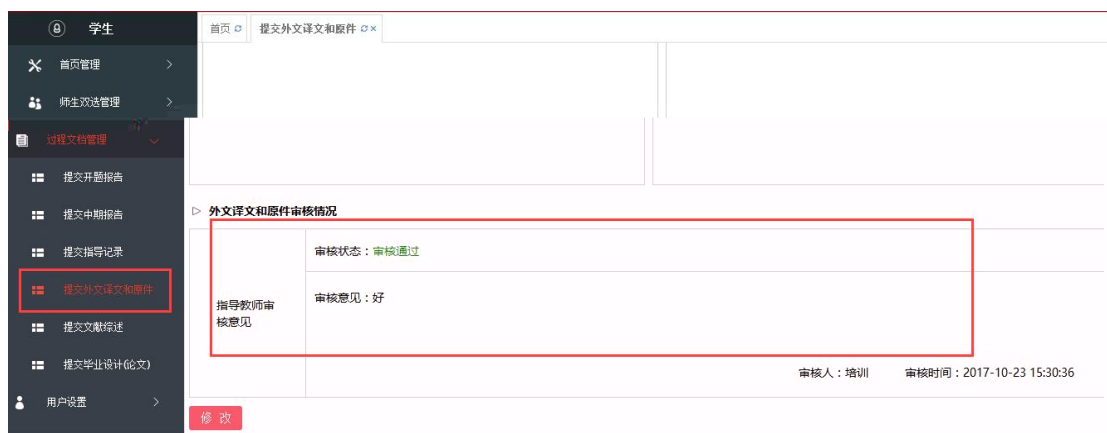 学生
首页
提交外文译文和原件
首页管理
师生双选管理
过程文档管理
提交开题报告
提交中期报告
提交指导记录
提交外文译文和原件
提交文献综述
提交毕业设计(论文)
用户设置
外文译文和原件审核情况
指导教师审
核意见
审核状态：审核通过
审核意见：好
审核人：培训 审核时间：2017-10-23 15:30:36
修 改